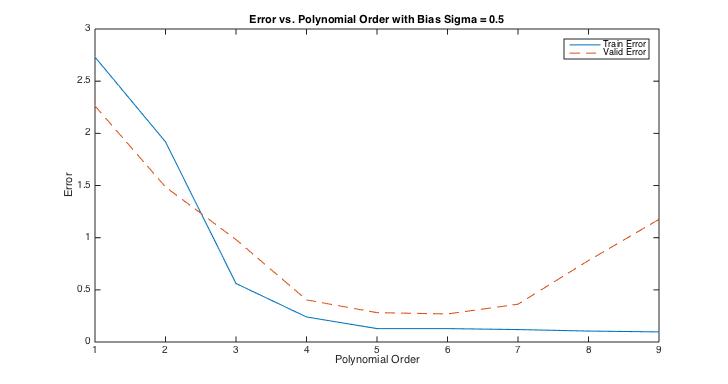 Error vs. Polynomial Order with Bias Sigma = 0.5
Train Error
Valid Error
3
2.5
2
1.5
1
0.5
0
Error
1 2 3 4 5 6 7 8 9
Polynomial Order